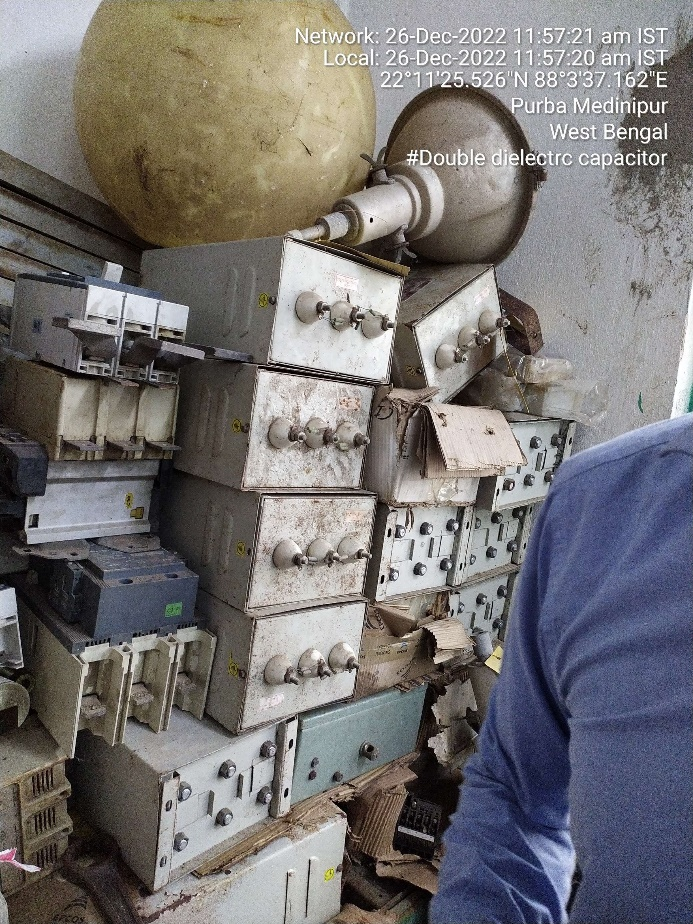 Network: 26-Dec-2022 11:57:21 am IST
Local: 26-Dec-2022 11:57:20 am IST
22°11'25.526"N 88°3'37.162"E
Purba Medinipur
West Bengal
#Double dielectrc capacitor